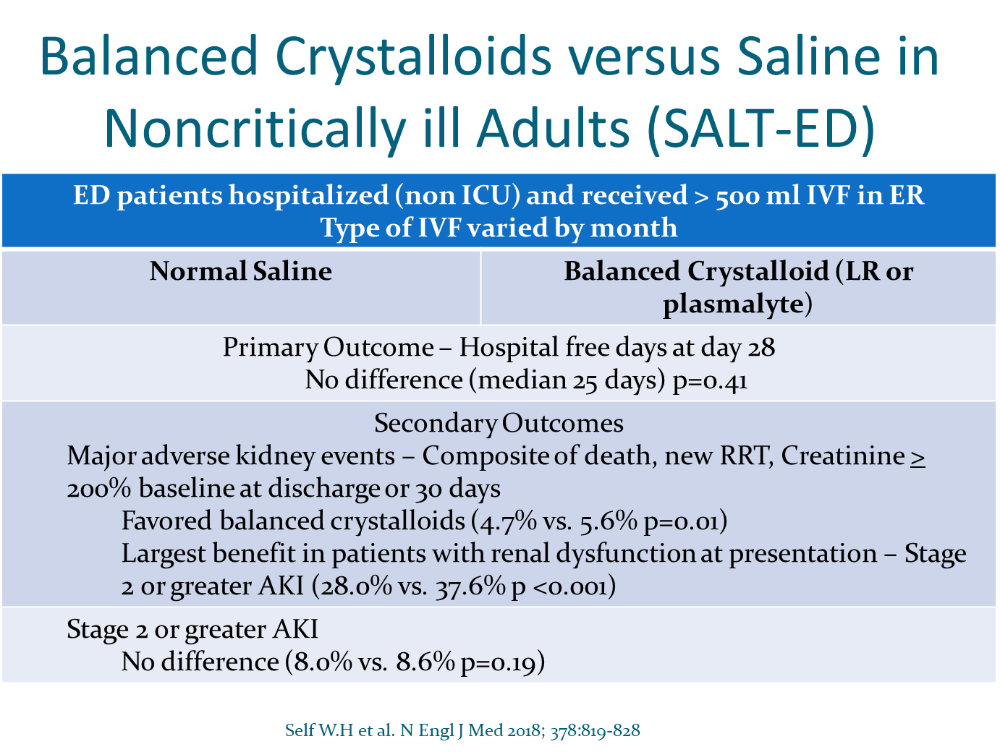 Balanced Crystalloids versus Saline in
Noncritically ill Adults (SALT-ED)
ED patients hospitalized (non ICU) and received > 500 ml IVF in ER
Type of IVF varied by month
Normal Saline
Balanced Crystalloid (LR or
plasmalyte)
Primary Outcome – Hospital free days at day 28
No difference (median 25 days) p=0.41
Secondary Outcomes
Major adverse kidney events – Composite of death, new RRT, Creatinine ≥
200% baseline at discharge or 30 days
Favored balanced crystalloids (4.7% vs. 5.6% p=0.01)
Largest benefit in patients with renal dysfunction at presentation – Stage
2 or greater AKI (28.0% vs. 37.6% p <0.001)
Stage 2 or greater AKI
No difference (8.0% vs. 8.6% p=0.19)
Self W.H et al. N Engl J Med 2018; 378:819-828